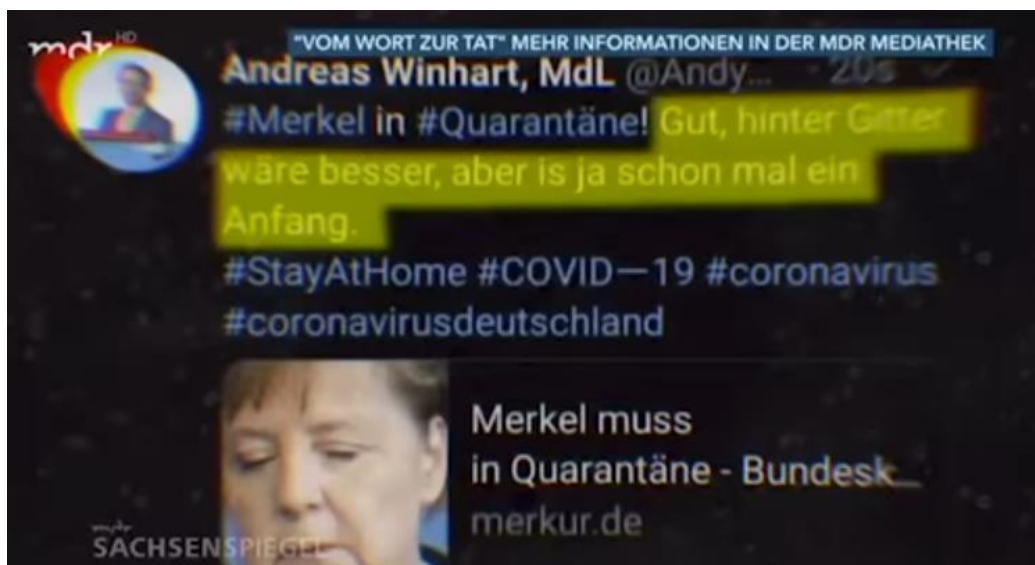 mdr HD
"VOM WORT ZUR TAT" MEHR INFORMATIONEN IN DER MDR MEDIATHEK
Andreas Winhart, MdL @Andy... · 20s
#Merkel in #Quarantäne! Gut, hinter Gitter
wäre besser, aber is ja schon mal ein
Anfang.
#StayAtHome #COVID—19 #coronavirus
#coronavirusdeutschland
Merkel muss
in Quarantäne - Bundesk...
merkur.de
mdr
SACHSENSPIEGEL